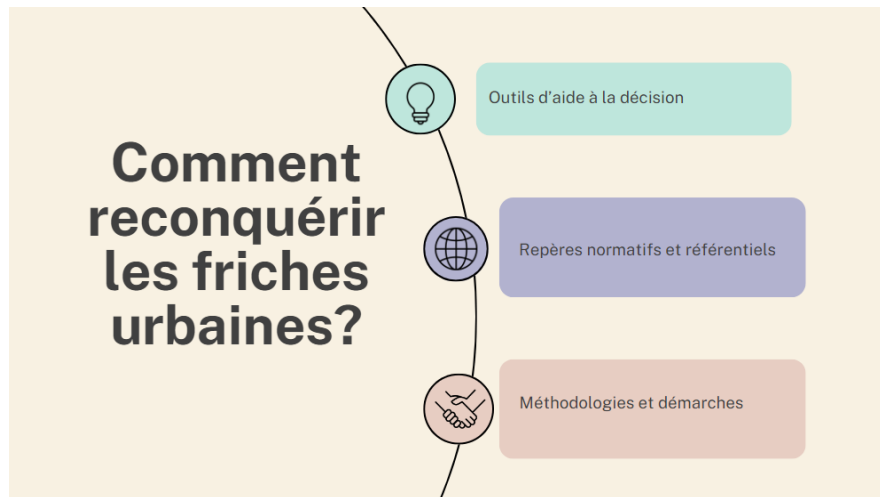 Comment
reconquérir
les friches
urbaines?
Outils d'aide à la décision
Repères normatifs et référentiels
Méthodologies et démarches